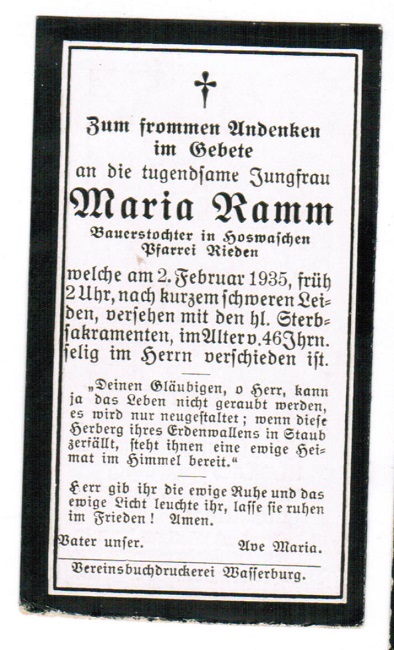 Zum frommen Andenken
im Gebete
an die tugendsame Jungfrau
Maria Ramm
Bauerstochter in Hoswaschen
Pfarrei Rieden
welche am 2. Februar 1935, früh
2 Uhr, nach kurzem schweren Lei-
den, versehen mit den hl. Sterb-
sakramenten, im Alter v. 46 Jhrn.
selig im Herrn verschieden ist.
„Deinen Gläubigen, o Herr, kann
ja das Leben nicht geraubt werden,
es wird nur neugestaltet; wenn diese
Herberg ihres Erdenwallens in Staub
zerfällt, steht ihnen eine ewige Hei-
mat im Himmel bereit."
Herr gib ihr die ewige Ruhe und das
ewige Licht leuchte ihr, lasse sie ruhen
im Frieden! Amen.
Vater unser. Ave Maria.
Vereinsbuchdruckerei Wasserburg.